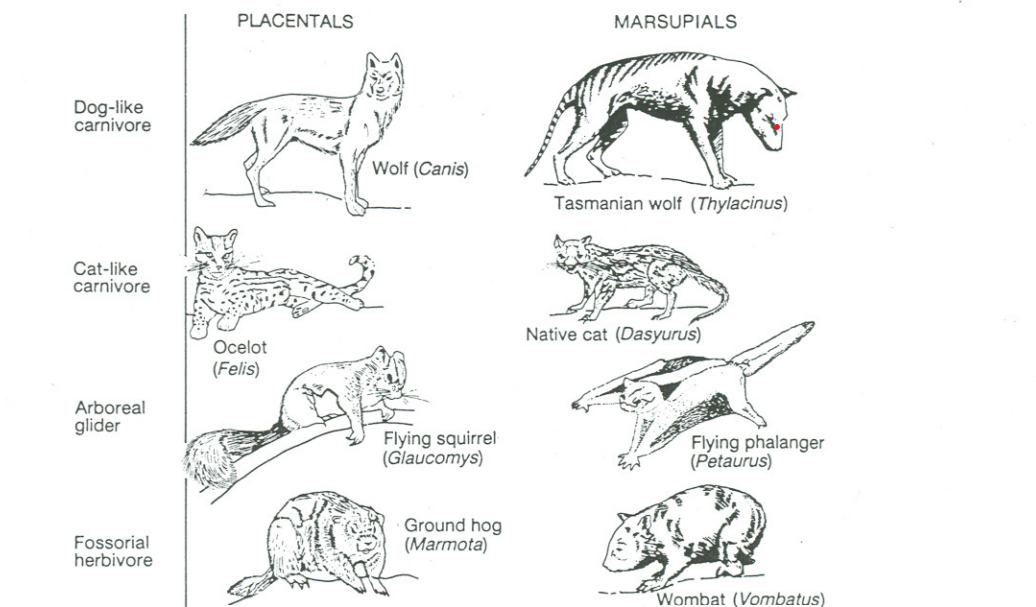 PLACENTALS
MARSUPIALS
Dog-like
carnivore
Wolf (Canis)
Tasmanian wolf (Thylacinus)
Cat-like
carnivore
Ocelot
(Felis)
Native cat (Dasyurus)
Arboreal
glider
Flying squirrel
(Glaucomys)
Flying phalanger
(Petaurus)
Fossorial
herbivore
Ground hog
(Marmota)
Wombat (Vombatus)